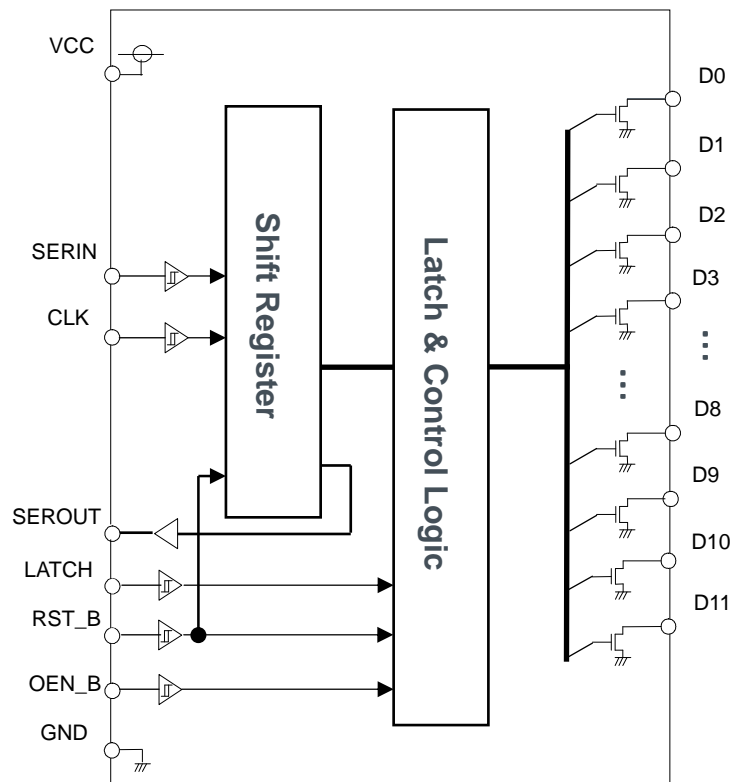 VCC
SERIN
CLK
SEROUT
LATCH
RST_B
OEN_B
GND
Shift Register
Latch & Control Logic
D0
D1
D2
D3
...
...
D8
D9
D10
D11